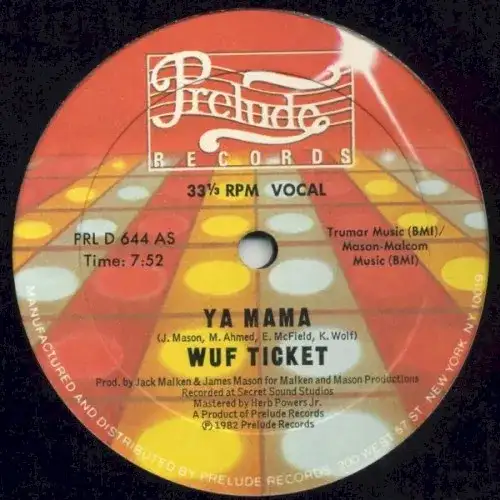 Prelude
RECORDS
33⅓ RPM VOCAL
PRL D 644 AS
Time: 7:52
Trumar Music (BMI)/
Mason-Malcom
Music (BMI)
YA MAMA
(J. Mason, M. Ahmed, E. McField, K. Wolf)
WUF TICKET
Prod. by Jack Malken & James Mason for Malken and Mason Productions
Recorded at Secret Sound Studios
Mastered by Herb Powers Jr.
A Product of Prelude Records
℗ 1982 Prelude Records
MANUFACTURED AND DISTRIBUTED BY PRELUDE RECORDS, 200 WEST 57 ST. NEW YORK, NY 10019